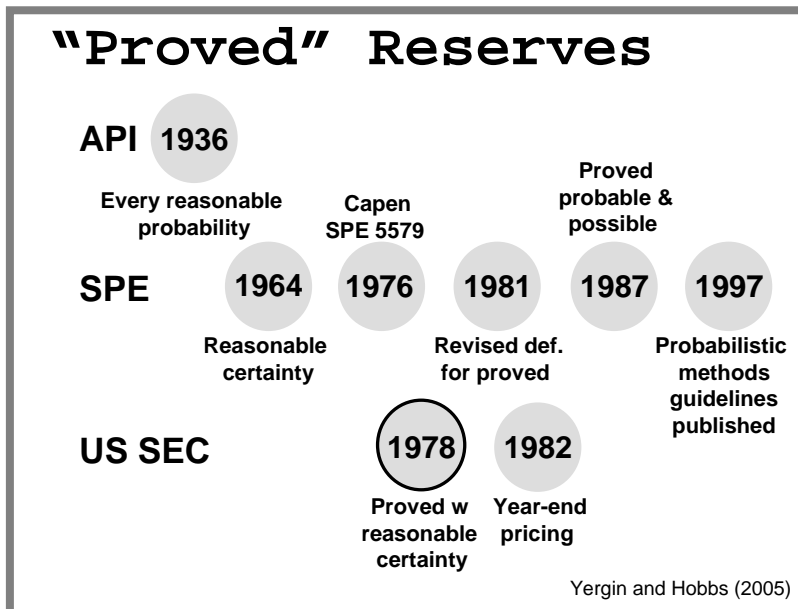 “Proved” Reserves
API
1936
Every reasonable
probability
SPE
1964
Reasonable
certainty
Capen
SPE 5579
1976
1981
Revised def.
for proved
Proved
probable &
possible
1987
1997
Probabilistic
methods
guidelines
published
US SEC
1978
Proved w
reasonable
certainty
1982
Year-end
pricing
Yergin and Hobbs (2005)